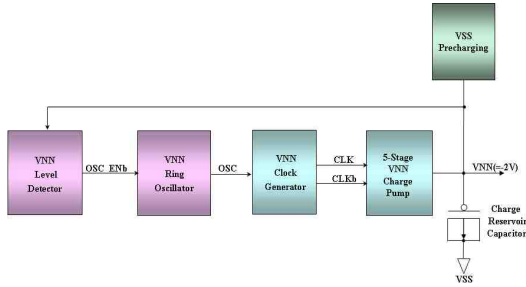 VSS
Precharging
VNN
Level
Detector
OSC_ENb
VNN
Ring
Oscillator
OSC
VNN
Clock
Generator
CLK
CLKb
5-Stage
VNN
Charge
Pump
VNN(=-2V)
Charge
Reservoir
Capacitor
VSS